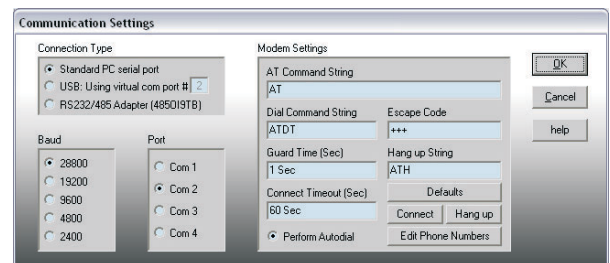 Communication Settings
Connection Type
Standard PC serial port
USB: Using virtual com port # 2
RS232/485 Adapter (485OI9TB)
Baud
28800
19200
9600
4800
2400
Port
Com 1
Com 2
Com 3
Com 4
Modem Settings
AT Command String
AT
Dial Command String
ATDT
Escape Code
+++
Guard Time (Sec)
1 Sec
Hang up String
ATH
Connect Timeout (Sec)
60 Sec
Defaults
Connect
Hang up
Perform Autodial
Edit Phone Numbers
OK
Cancel
help